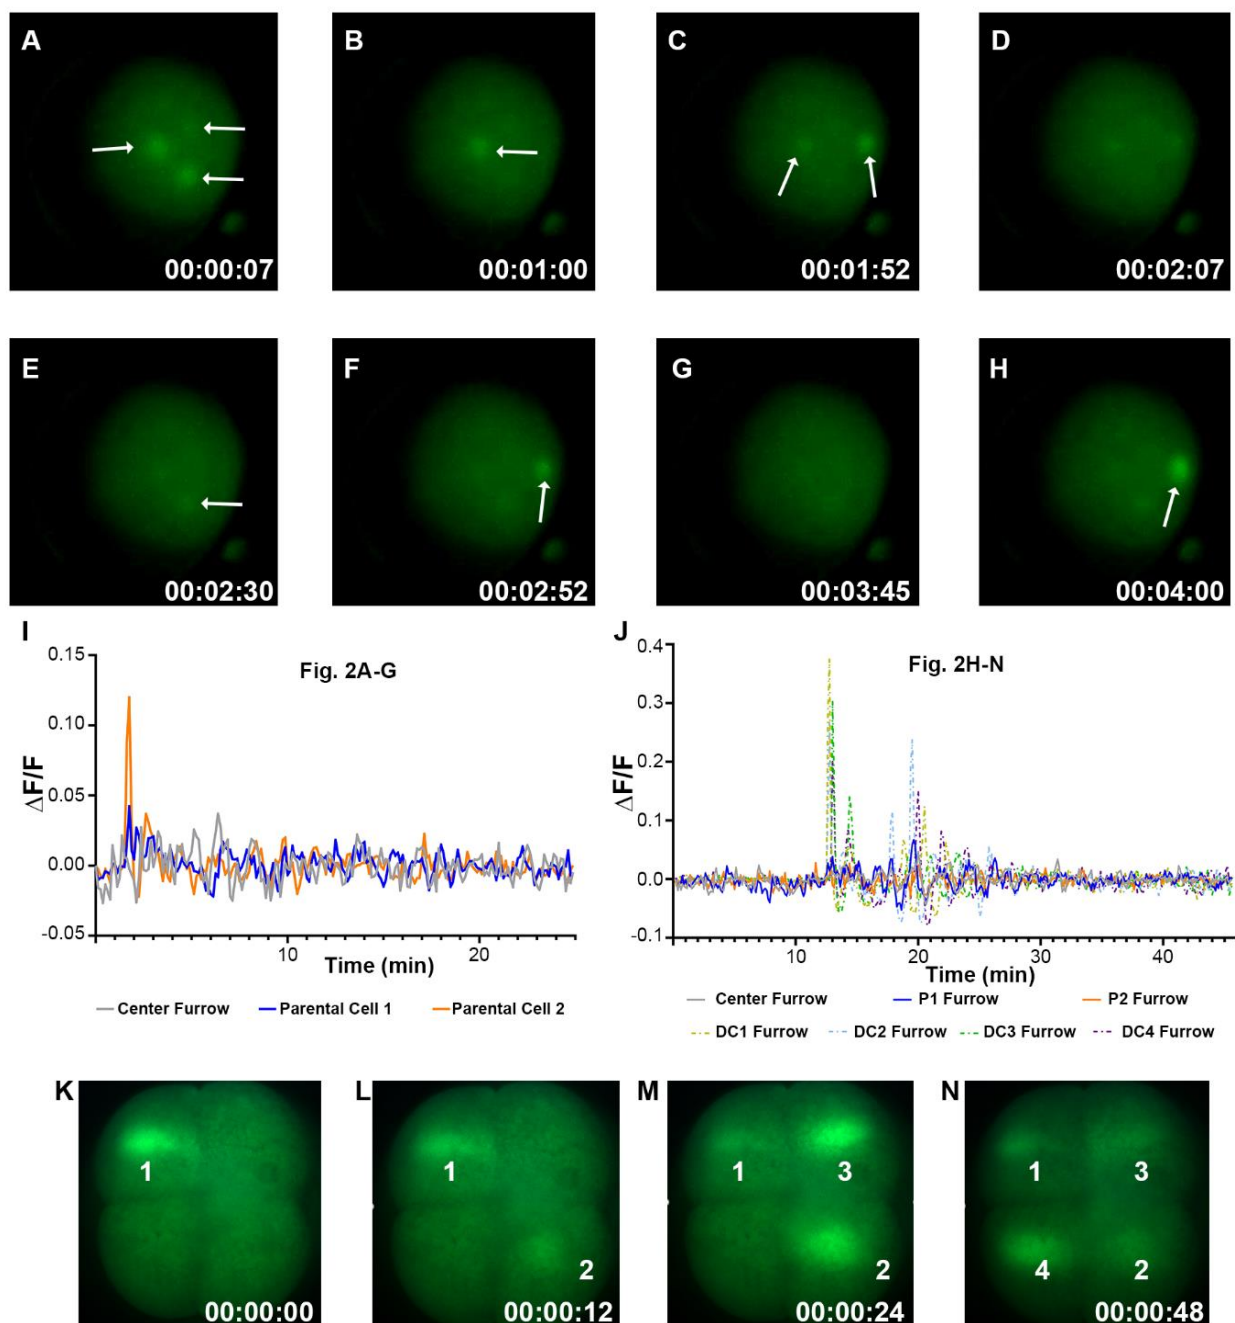 A
B
C
D
00:00:07
00:01:00
00:01:52
00:02:07
E
F
G
H
00:02:30
00:02:52
00:03:45
00:04:00
I
Fig. 2A-G
0.15
0.10
0.05
0.00
-0.05
ΔF/F
10
20
Time (min)
Center Furrow
Parental Cell 1
Parental Cell 2
J
Fig. 2H-N
0.4
0.3
0.2
0.1
0.0
-0.1
ΔF/F
10
20
30
40
Time (min)
Center Furrow
P1 Furrow
P2 Furrow
DC1 Furrow
DC2 Furrow
DC3 Furrow
DC4 Furrow
K
1
00:00:00
L
1
2
00:00:12
M
1
3
2
00:00:24
N
1
3
4
2
00:00:48